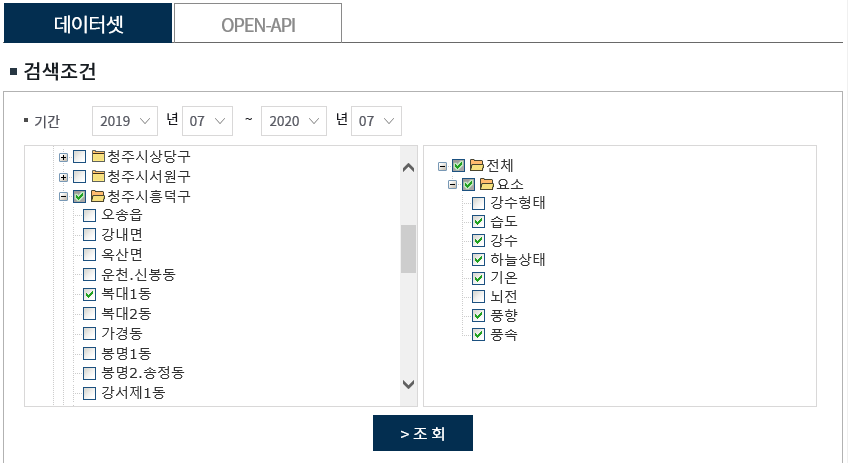 데이터셋 OPEN-API
검색조건
기간 2019 년 07 ~ 2020 년 07
청주시상당구
청주시서원구
청주시흥덕구
오송읍
강내면
옥산면
운천.신봉동
복대1동
복대2동
가경동
봉명1동
봉명2.송정동
강서제1동
전체
요소
강수형태
습도
강수
하늘상태
기온
뇌전
풍향
풍속
> 조 회